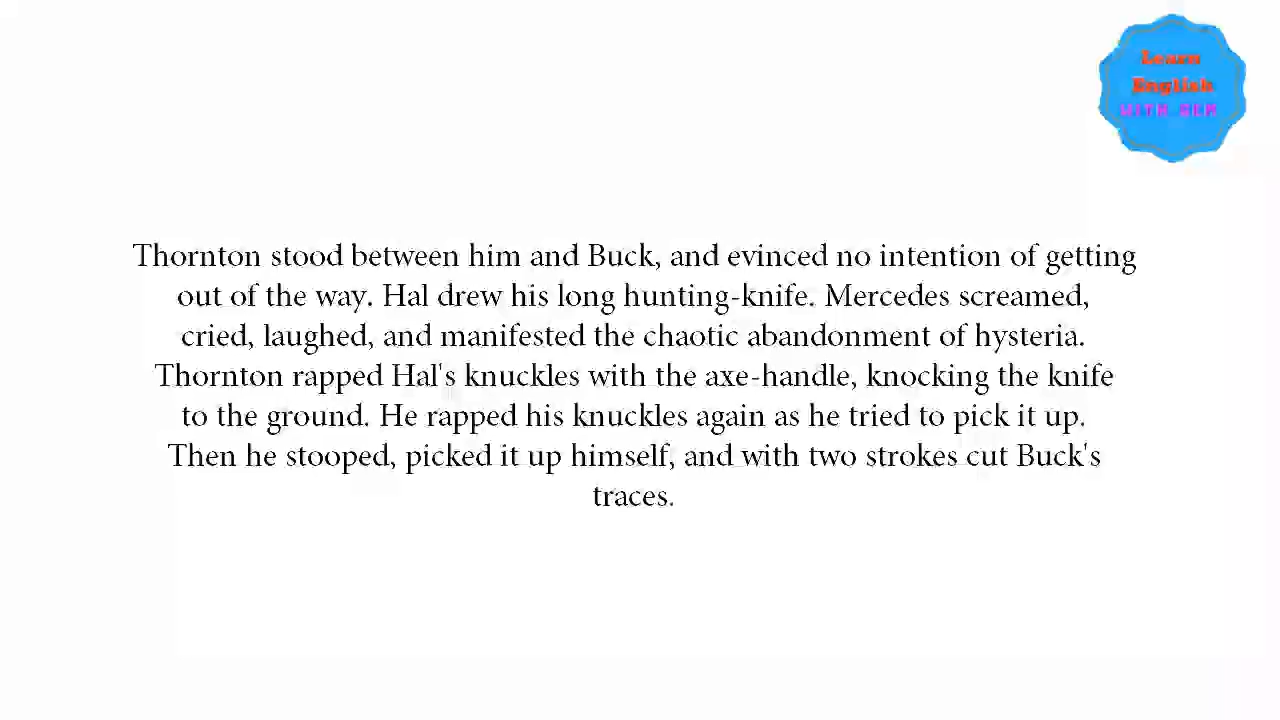 Learn
English
WITH
Thornton stood between him and Buck, and evinced no intention of getting
out of the way. Hal drew his long hunting-knife. Mercedes screamed,
cried, laughed, and manifested the chaotic abandonment of hysteria.
Thornton rapped Hal's knuckles with the axe-handle, knocking the knife
to the ground. He rapped his knuckles again as he tried to pick it up.
Then he stooped, picked it up himself, and with two strokes cut Buck's
traces.